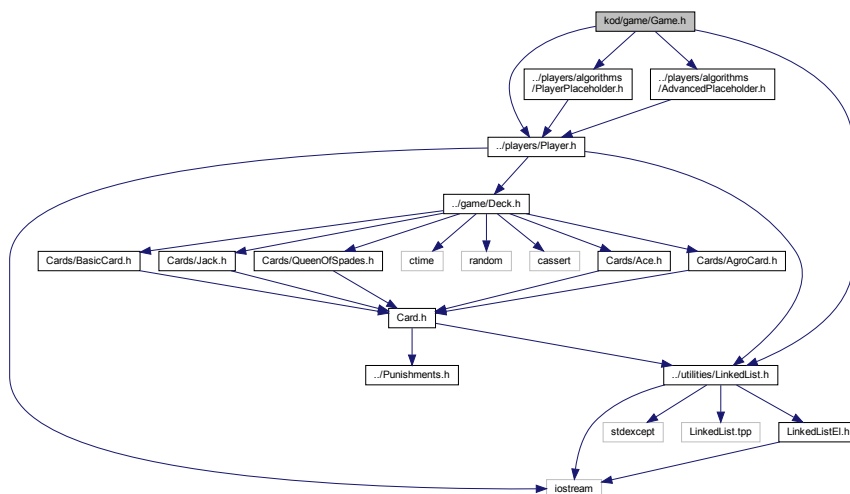 kod/game/Game.h
../players/algorithms
/PlayerPlaceholder.h
../players/algorithms
/AdvancedPlaceholder.h
../players/Player.h
../game/Deck.h
Cards/BasicCard.h
Cards/Jack.h
Cards/QueenOfSpades.h
ctime
random
cassert
Cards/Ace.h
Cards/AgroCard.h
Card.h
../Punishments.h
../utilities/LinkedList.h
stdexcept
LinkedList.tpp
LinkedListEl.h
iostream